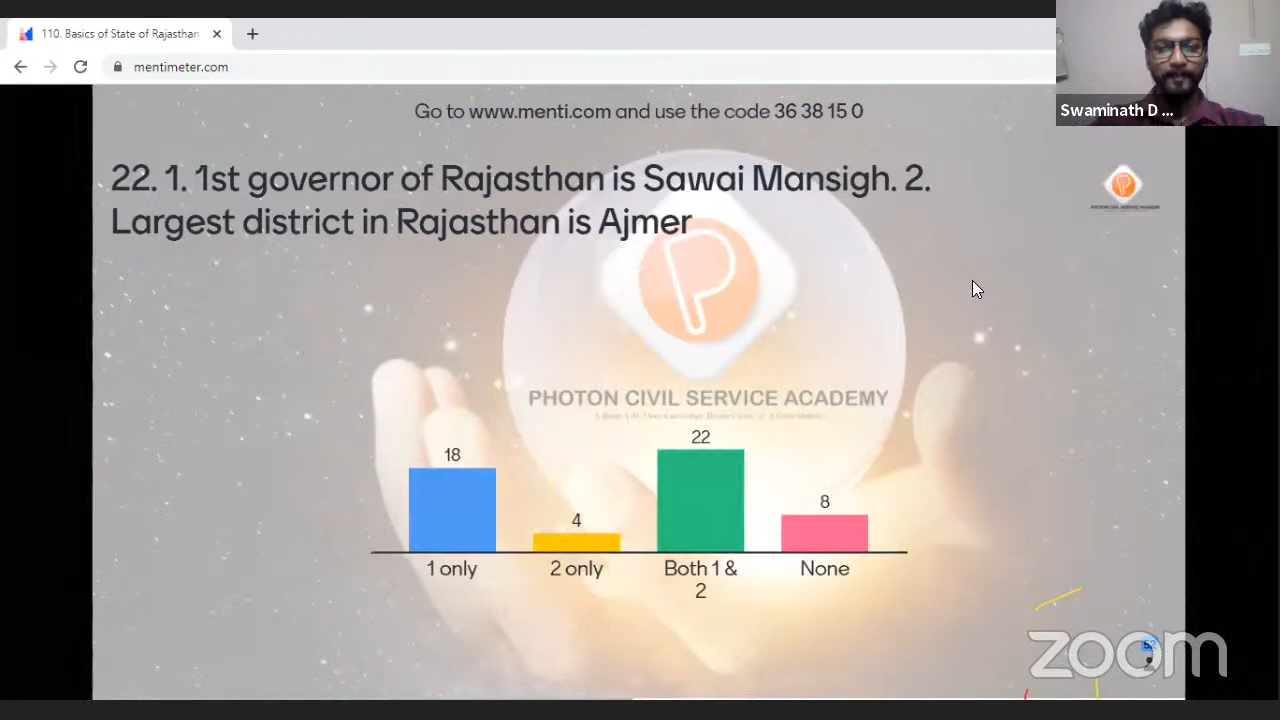 110. Basics of State of Rajasthan
mentimeter.com
Swaminath D ...
Go to www.menti.com and use the code 36 38 15 0
22. 1. 1st governor of Rajasthan is Sawai Mansigh. 2.
Largest district in Rajasthan is Ajmer
PHOTON CIVIL SERVICE ACADEMY
18
4
22
8
1 only
2 only
Both 1 &
2
None
52
zoom